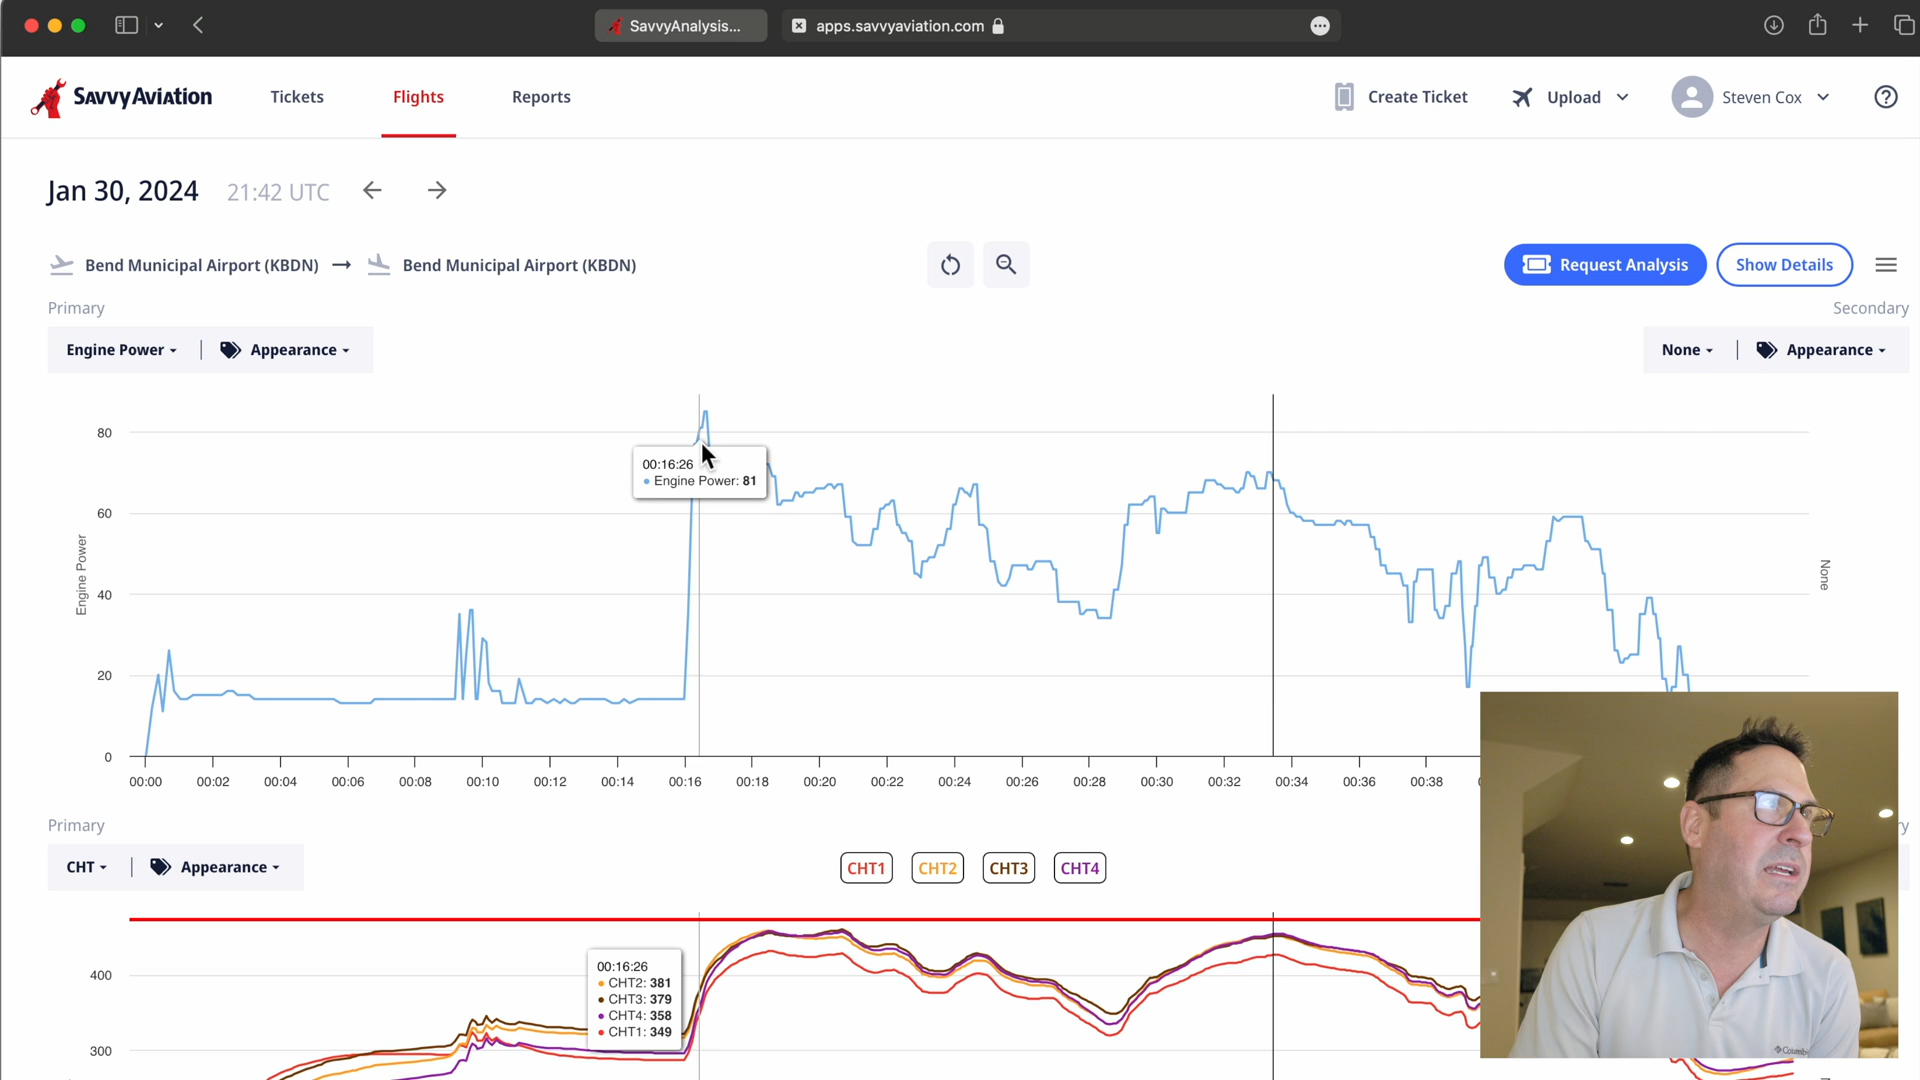 SavvyAnalysis...
apps.savvyaviation.com
SAVVYAVIATION
Tickets
Flights
Reports
Create Ticket
Upload
Steven Cox
Jan 30, 2024
21:42 UTC
Bend Municipal Airport (KBDN) → Bend Municipal Airport (KBDN)
Request Analysis
Show Details
Primary
Secondary
Engine Power
Appearance
None
Appearance
80
60
40
20
0
Engine Power
None
00:16:26
Engine Power: 81
00:00 00:02 00:04 00:06 00:08 00:10 00:12 00:14 00:16 00:18 00:20 00:22 00:24 00:26 00:28 00:30 00:32 00:34 00:36 00:38
Primary
CHT
Appearance
CHT1
CHT2
CHT3
CHT4
400
300
00:16:26
CHT2: 381
CHT3: 379
CHT4: 358
CHT1: 349